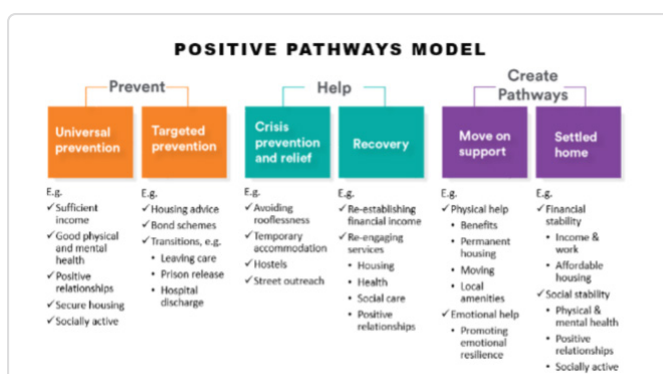 POSITIVE PATHWAYS MODEL
Prevent
Help
Create
Pathways
Universal
prevention
Targeted
prevention
Crisis
prevention
and relief
Recovery
Move on
support
Settled
home
E.g.
✓Sufficient
income
✓Good physical
and mental
health
✓Positive
relationships
✓Secure housing
✓Socially active
E.g.
✓Housing advice
✓Bond schemes
✓Transitions, e.g.
• Leaving care
• Prison release
• Hospital
discharge
E.g.
✓Avoiding
rooflessness
✓Temporary
accommodation
✓Hostels
✓Street outreach
E.g.
✓Re-establishing
financial income
✓Re-engaging
services
• Housing
• Health
• Social care
• Positive
relationships
E.g.
✓Physical help
• Benefits
• Permanent
housing
• Moving
• Local
amenities
✓Emotional help
• Promoting
emotional
resilience
E.g.
✓Financial
stability
• Income &
work
• Affordable
housing
✓Social stability
• Physical &
mental health
• Positive
relationships
• Socially active